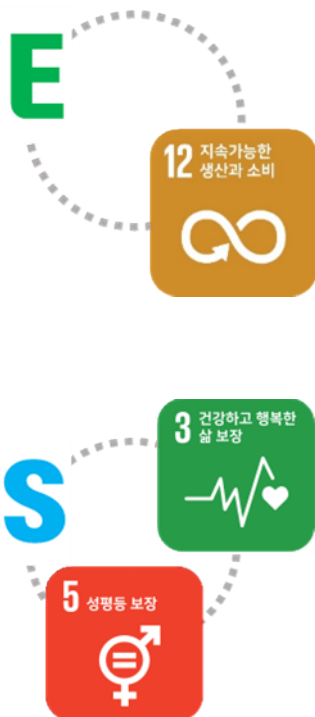 E
12 지속가능한
생산과 소비
3 건강하고 행복한
삶 보장
S
5 성평등 보장